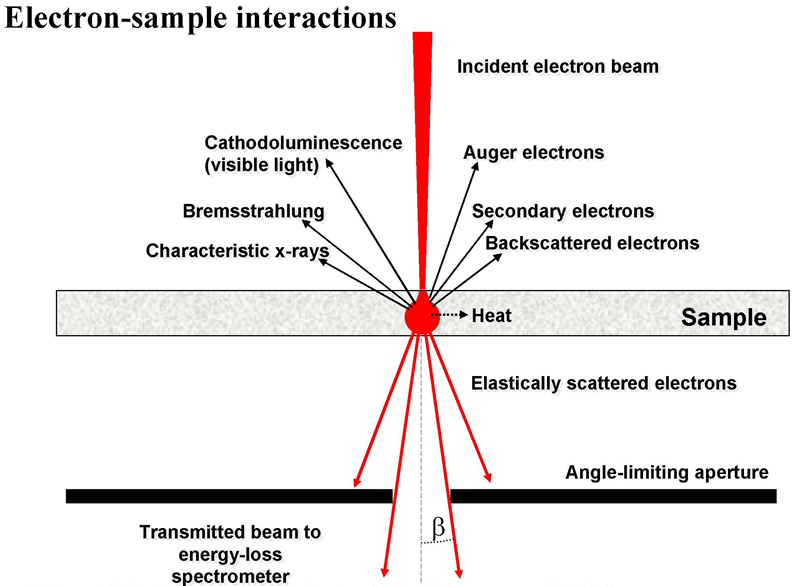 Electron-sample interactions
Incident electron beam
Cathodoluminescence
(visible light)
Auger electrons
Bremsstrahlung
Secondary electrons
Characteristic x-rays
Backscattered electrons
Heat
Sample
Elastically scattered electrons
Angle-limiting aperture
β
Transmitted beam to
energy-loss
spectrometer